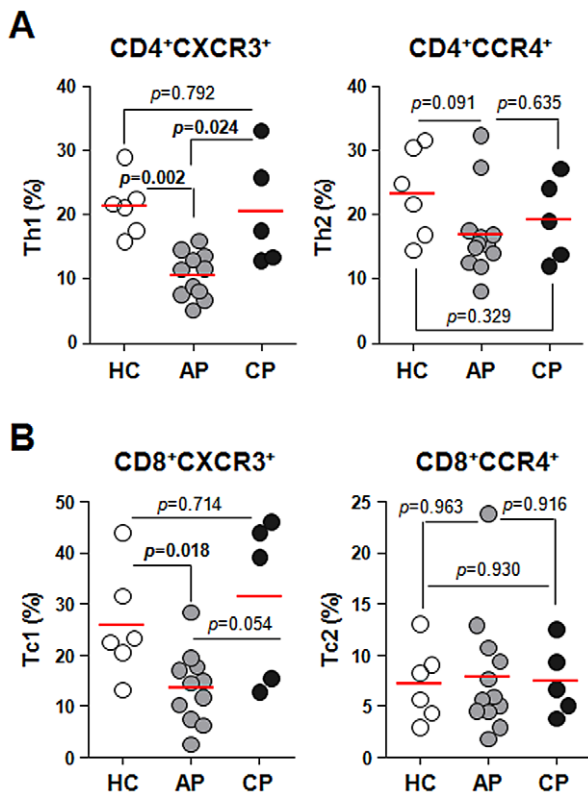 A
CD4⁺CXCR3⁺
CD4⁺CCR4⁺
40
30
20
10
0
Th1 (%)
p=0.792
p=0.024
p=0.002
HC
AP
CP
40
30
20
10
0
Th2 (%)
p=0.091
p=0.635
p=0.329
HC
AP
CP
B
CD8⁺CXCR3⁺
CD8⁺CCR4⁺
50
40
30
20
10
0
Tc1 (%)
p=0.714
p=0.018
p=0.054
HC
AP
CP
25
20
15
10
5
0
Tc2 (%)
p=0.963
p=0.916
p=0.930
HC
AP
CP